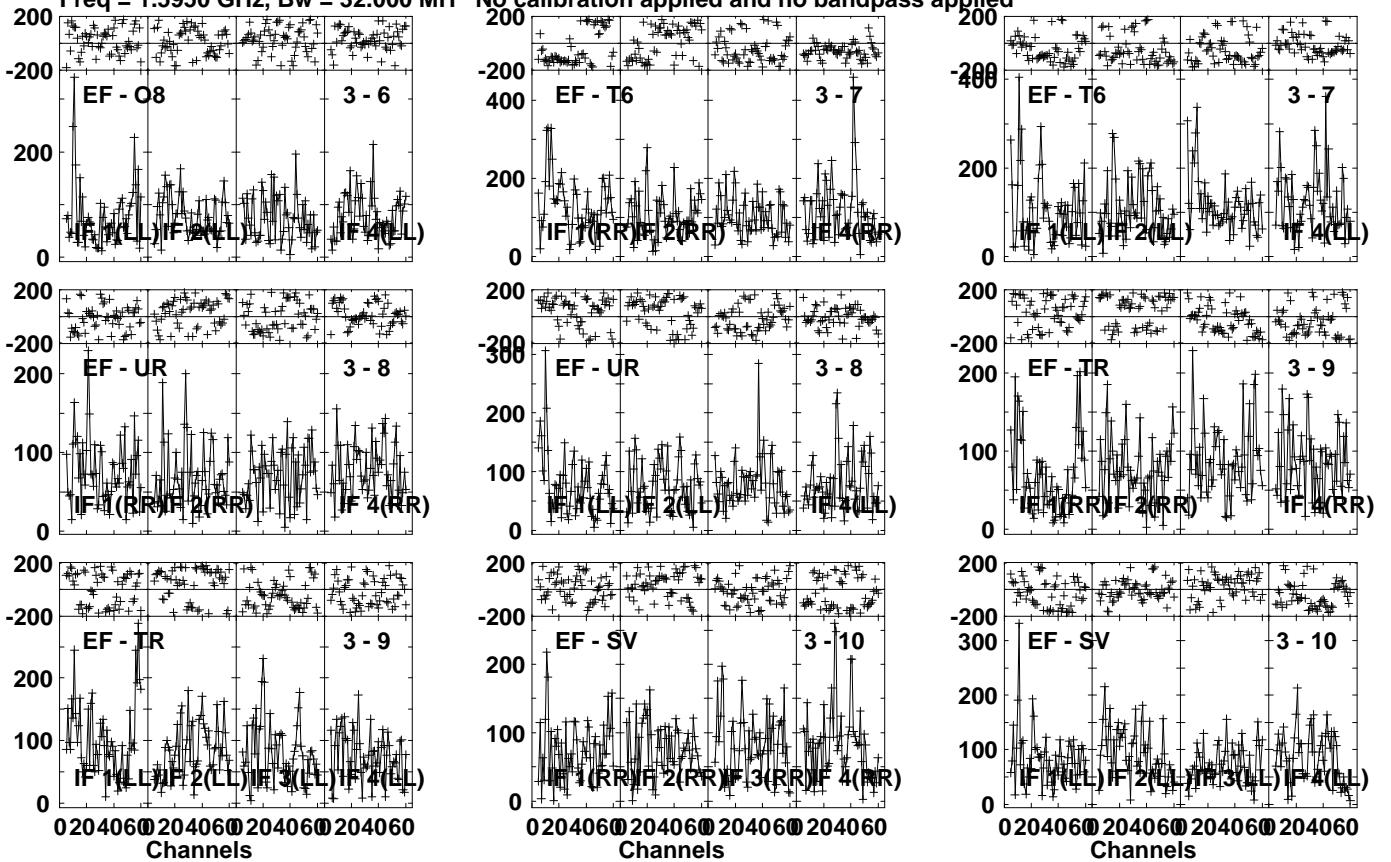 Freq = 1.5950 GHz, Bw = 32.000 MH No calibration applied and no bandpass applied
200
-200
EF - O8 3 - 6
200
0
IF 1(LL) IF 2(LL) IF 4(LL)
200
-200
EF - T6 3 - 7
400
200
0
IF 1(RR) IF 2(RR) IF 4(RR)
200
-200
400
EF - T6 3 - 7
200
0
IF 1(LL) IF 2(LL) IF 4(LL)
200
-200
EF - UR 3 - 8
200
100
0
IF 1(RR) IF 2(RR) IF 4(RR)
200
-200
300
EF - UR 3 - 8
200
100
0
IF 1(LL) IF 2(LL) IF 4(LL)
200
-200
EF - TR 3 - 9
200
100
0
IF 1(RR) IF 2(RR) IF 4(RR)
200
-200
EF - TR 3 - 9
200
100
0
IF 1(LL) IF 2(LL) IF 3(LL) IF 4(LL)
0 20 40 60 0 20 40 60 0 20 40 60 0 20 40 60
Channels
200
-200
EF - SV 3 - 10
200
100
0
IF 1(RR) IF 2(RR) IF 3(RR) IF 4(RR)
0 20 40 60 0 20 40 60 0 20 40 60 0 20 40 60
Channels
200
-200
EF - SV 3 - 10
300
200
100
0
IF 1(LL) IF 2(LL) IF 3(LL) IF 4(LL)
0 20 40 60 0 20 40 60 0 20 40 60 0 20 40 60
Channels